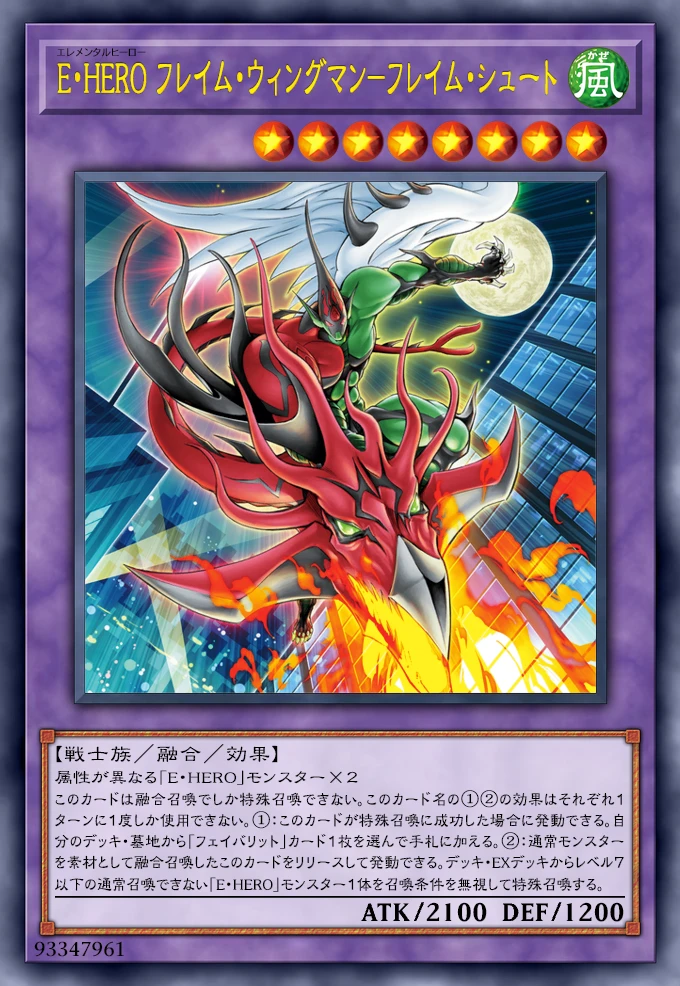 エレメンタルヒーロー
E・HERO フレイム・ウィングマン－フレイム・シュ～ト
かぜ
風
【戦士族／融合／効果】
属性が異なる「E・HERO」モンスター×２
このカードは融合召喚でしか特殊召喚できない。このカード名の①②の効果はそれぞれ１
ターンに１度しか使用できない。①：このカードが特殊召喚に成功した場合に発動できる。自
分のデッキ・墓地から「フェイバリット」カード１枚を選んで手札に加える。②：通常モンスター
を素材として融合召喚したこのカードをリリースして発動できる。デッキ・EXデッキからレベル７
以下の通常召喚できない「E・HERO」モンスター１体を召喚条件を無視して特殊召喚する。
ATK/2100 DEF/1200
93347961